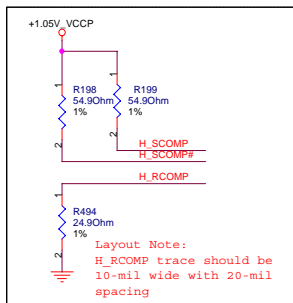 +1.05V_VCCP
1
1
R198
54.9Ohm
1%
R199
54.9Ohm
1%
2
2
H_SCOMP
H_SCOMP#
H_RCOMP
1
R494
24.9Ohm
1%
2
Layout Note:
H_RCOMP trace should be
10-mil wide with 20-mil
spacing